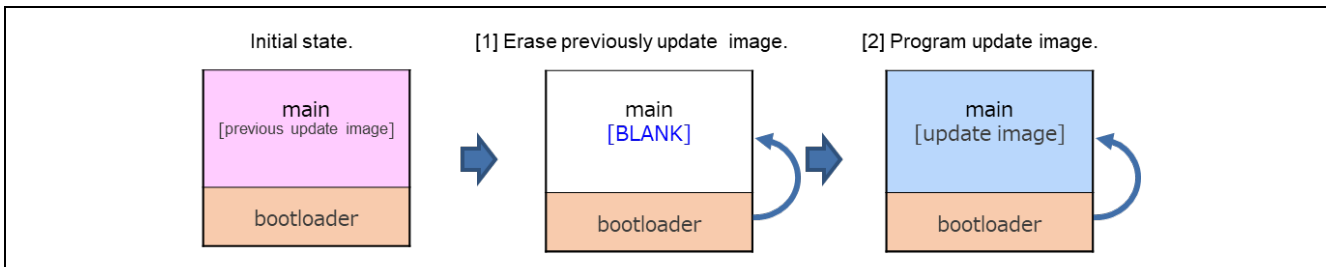 Initial state.
[1] Erase previously update image.
[2] Program update image.
main
[previous update image]
bootloader
main
[BLANK]
bootloader
main
[update image]
bootloader